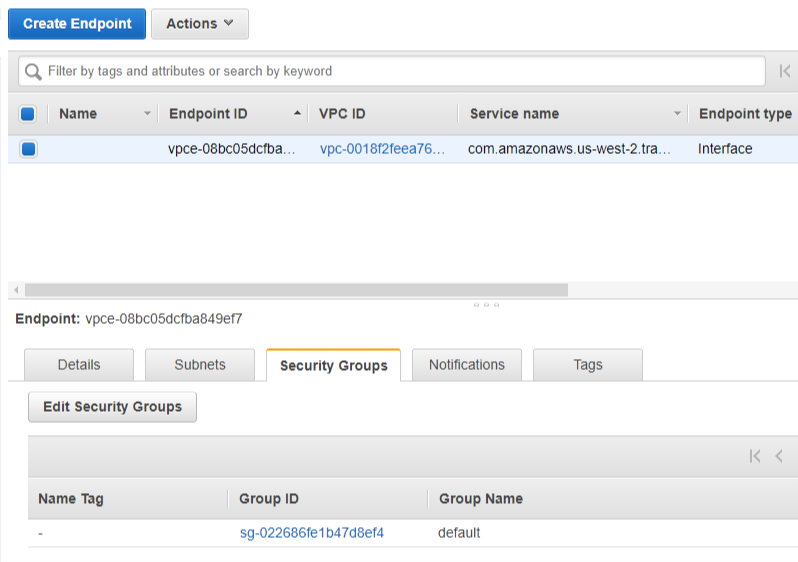 Create Endpoint Actions
Filter by tags and attributes or search by keyword
Name Endpoint ID VPC ID Service name Endpoint type
vpce-08bc05dcfba... vpc-0018f2feea76... com.amazonaws.us-west-2.tra... Interface
Endpoint: vpce-08bc05dcfba849ef7
Details Subnets Security Groups Notifications Tags
Edit Security Groups
Name Tag Group ID Group Name
- sg-022686fe1b47d8ef4 default